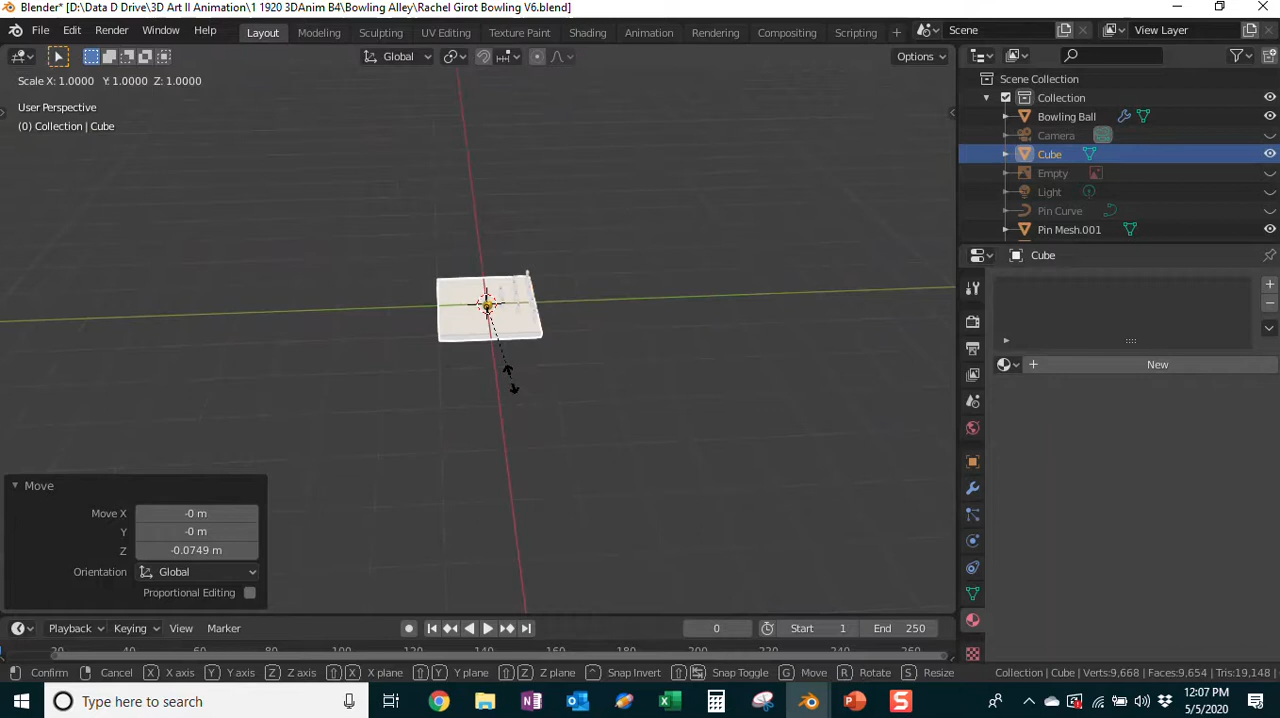 Blender* [D:\Data D Drive\3D Art II Animation\1 1920 3DAnim B4\Bowling Alley\Rachel Girot Bowling V6.blend]
File Edit Render Window Help Layout Modeling Sculpting UV Editing Texture Paint Shading Animation Rendering Compositing Scripting + Scene View Layer
Global Options
Scale X: 1.0000 Y: 1.0000 Z: 1.0000
User Perspective
(0) Collection | Cube
Scene Collection
Collection
Bowling Ball
Camera
Cube
Empty
Light
Pin Curve
Pin Mesh.001
Cube
New
Move
Move X -0 m
Y -0 m
Z -0.0749 m
Orientation Global
Proportional Editing
Playback Keying View Marker 0 Start 1 End 250
Confirm Cancel X X axis Y Y axis Z Z axis X X plane Y Y plane Z Z plane Snap Invert Snap Toggle G Move R Rotate S Resize Collection | Cube | Verts:9,668 | Faces:9,654 | Tris:19,148 |
Type here to search
12:07 PM
5/5/2020